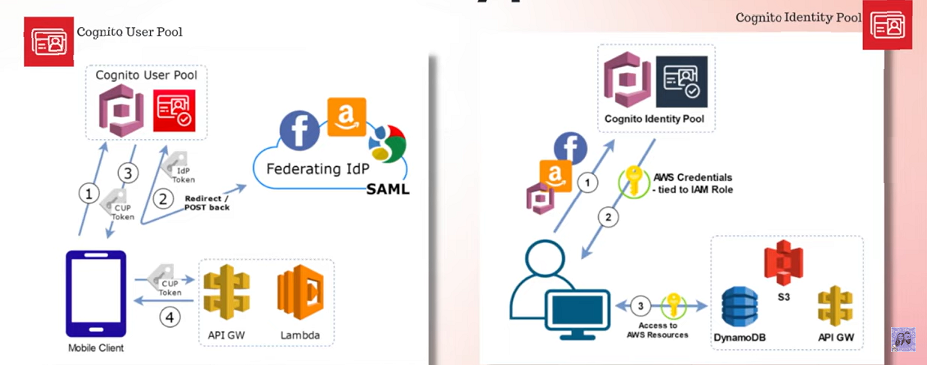 Cognito User Pool
Cognito User Pool
f
a
IdP
Token
Federating IdP
SAML
1
3
2
CUP
Token
Redirect /
POST back
CUP
Token
4
API GW
Lambda
Mobile Client
Cognito Identity Pool
Cognito Identity Pool
f
a
1
AWS Credentials
- tied to IAM Role
2
3
Access to
AWS Resources
S3
DynamoDB
API GW